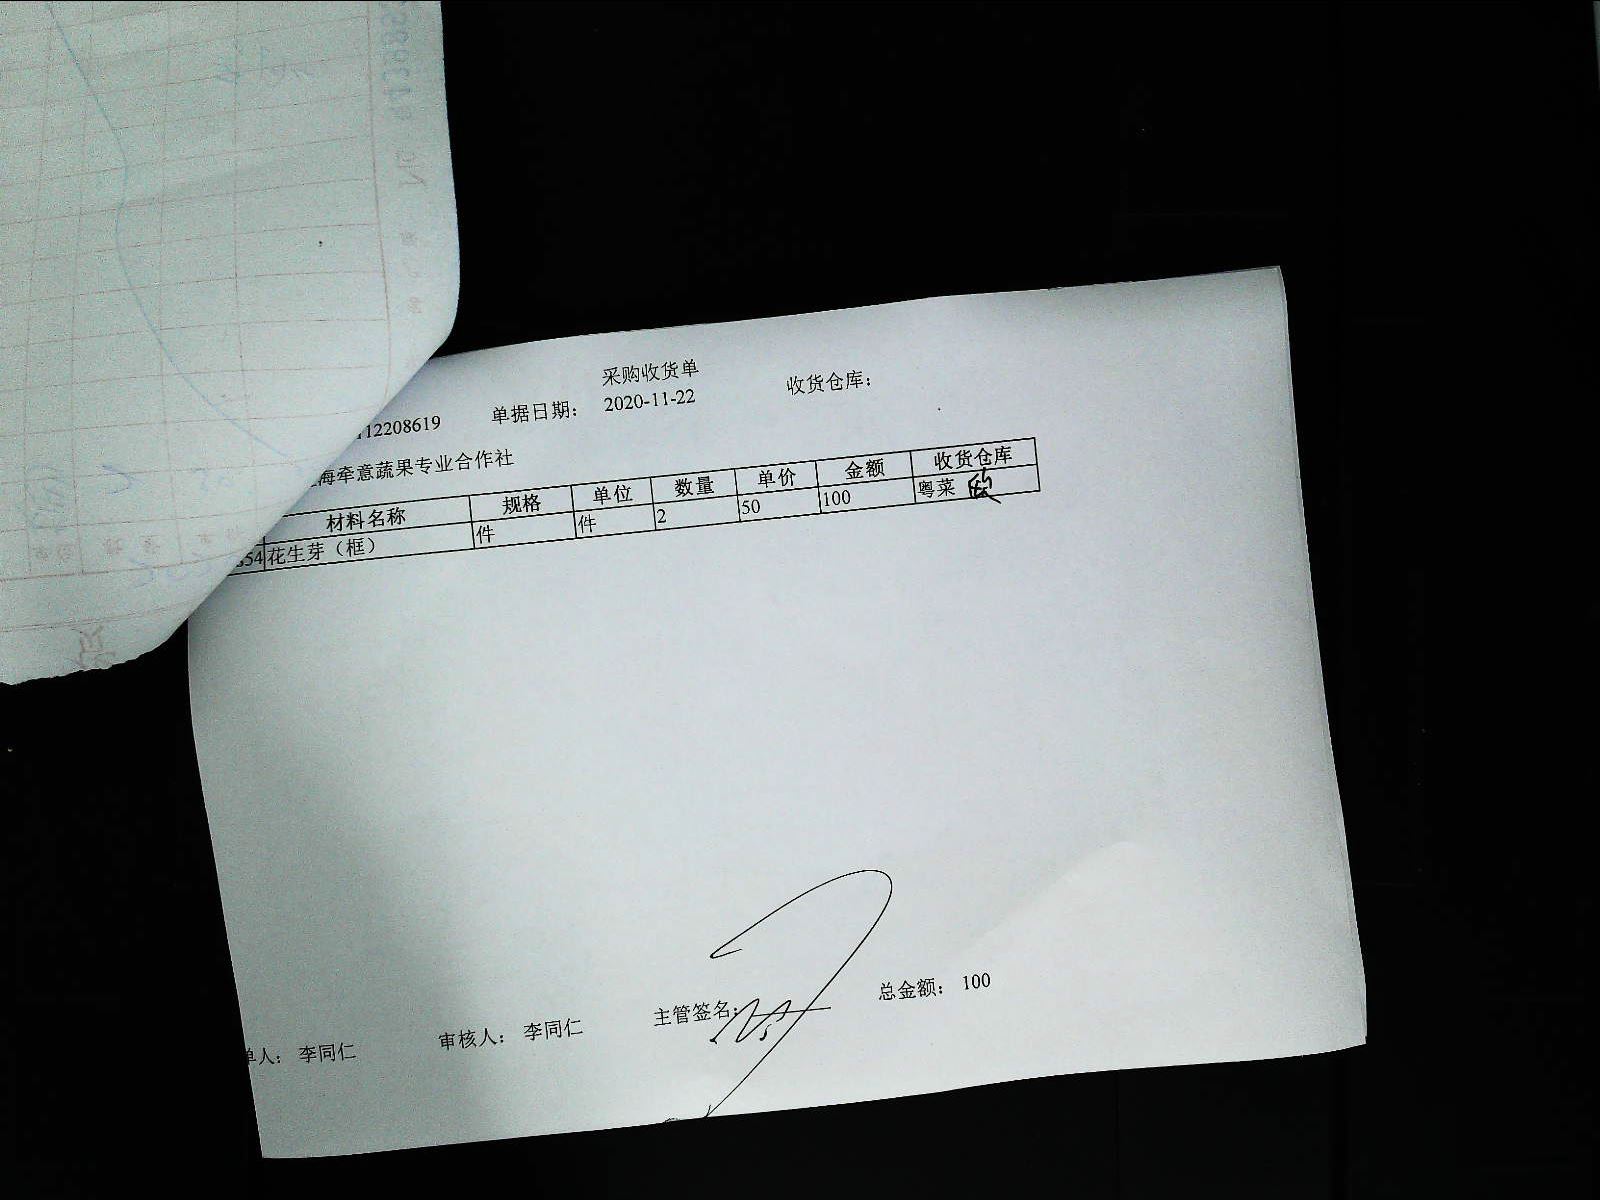 采购收货单
12208619 单据日期： 2020-11-22 收货仓库：
海牵意蔬果专业合作社
材料名称 规格 单位 数量 单价 金额 收货仓库
54 花生芽（框） 件 件 2 50 100 粤菜
单人： 李同仁 审核人： 李同仁 主管签名： 总金额： 100